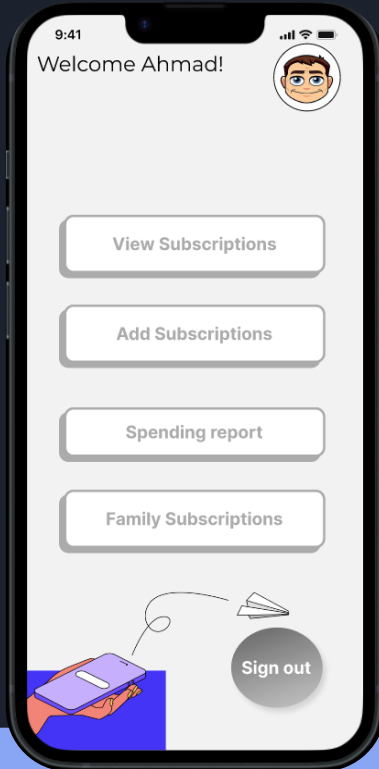 9:41
Welcome Ahmad!
View Subscriptions
Add Subscriptions
Spending report
Family Subscriptions
Sign out